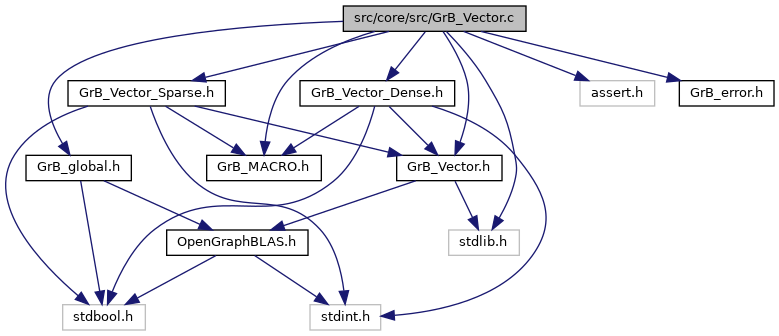 src/core/src/GrB_Vector.c
GrB_Vector_Sparse.h
GrB_Vector_Dense.h
assert.h
GrB_error.h
GrB_global.h
GrB_MACRO.h
GrB_Vector.h
OpenGraphBLAS.h
stdlib.h
stdbool.h
stdint.h